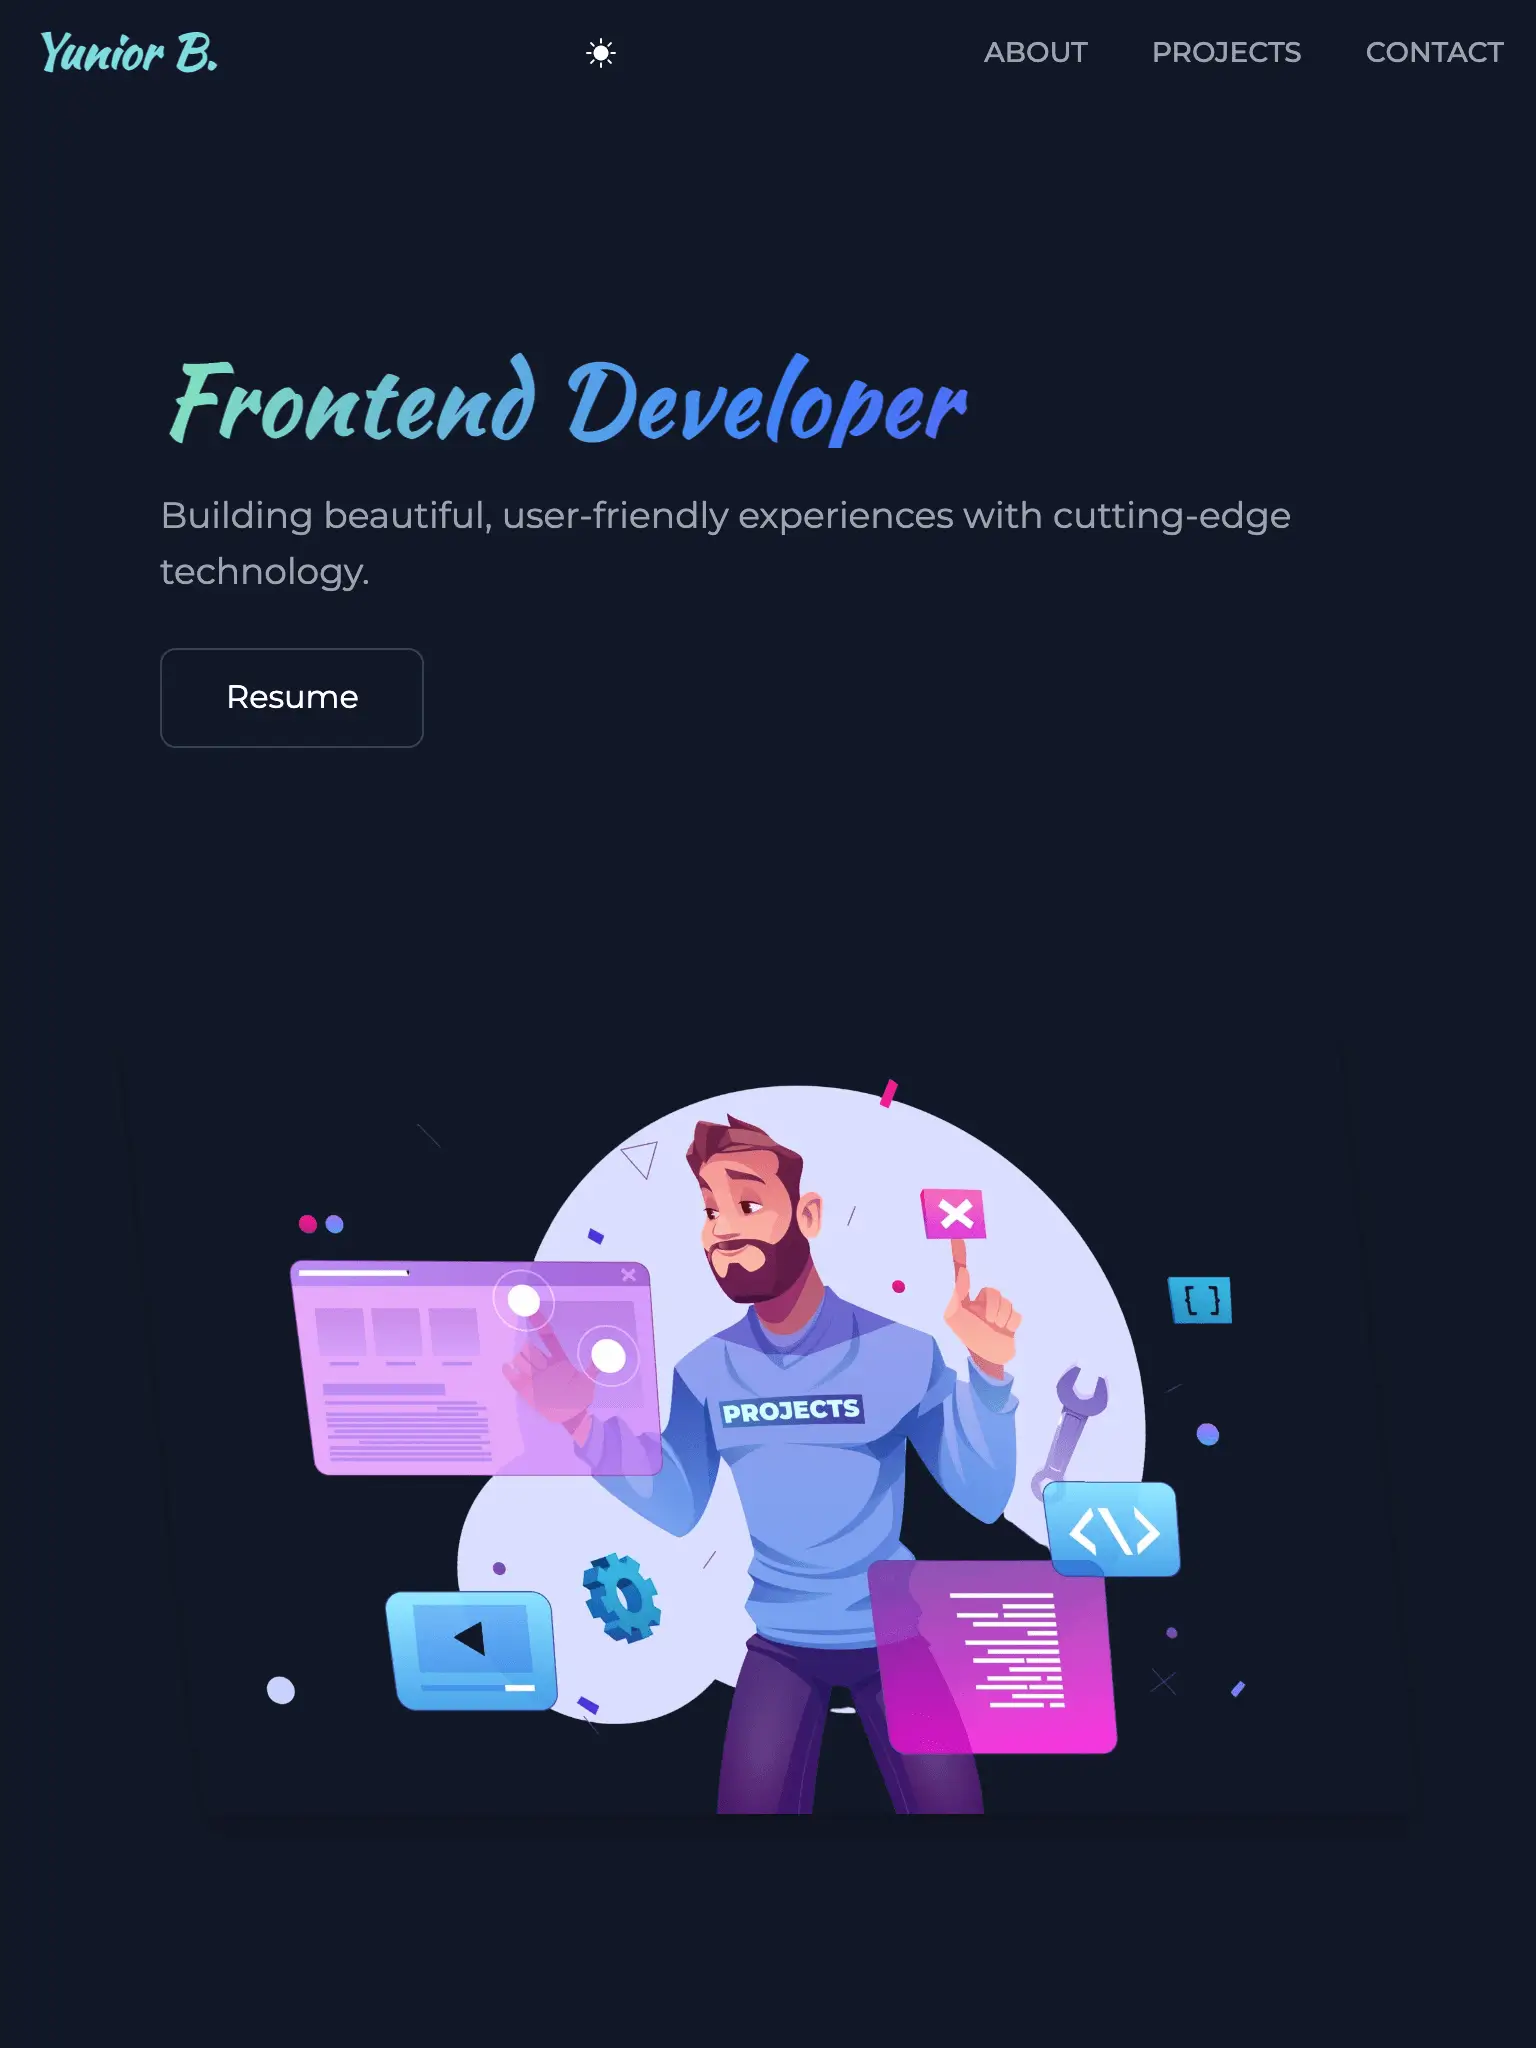 Yunior B.
ABOUT PROJECTS CONTACT
Frontend Developer
Building beautiful, user-friendly experiences with cutting-edge
technology.
Resume
PROJECTS
{ }
<\>